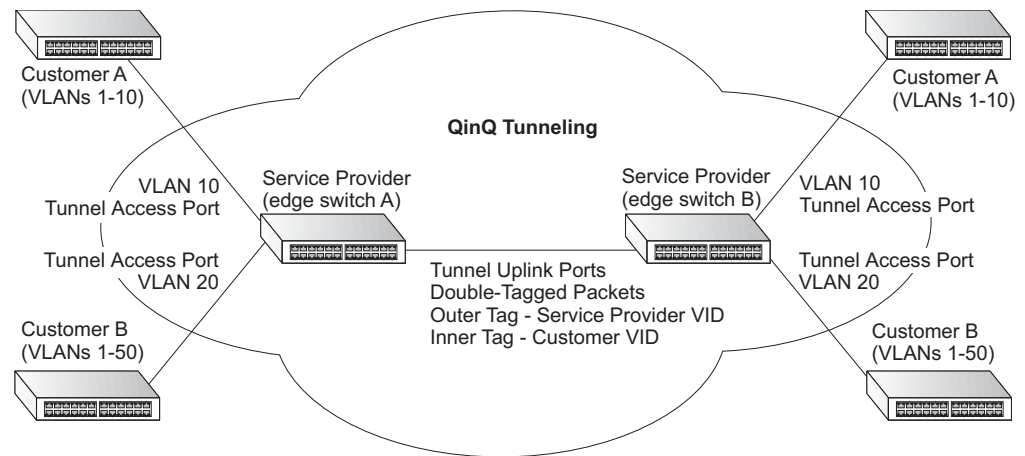 Customer A
(VLANs 1-10)
Customer A
(VLANs 1-10)
QinQ Tunneling
VLAN 10
Tunnel Access Port
Service Provider
(edge switch A)
Service Provider
(edge switch B)
VLAN 10
Tunnel Access Port
Tunnel Access Port
VLAN 20
Tunnel Uplink Ports
Double-Tagged Packets
Outer Tag - Service Provider VID
Inner Tag - Customer VID
Tunnel Access Port
VLAN 20
Customer B
(VLANs 1-50)
Customer B
(VLANs 1-50)